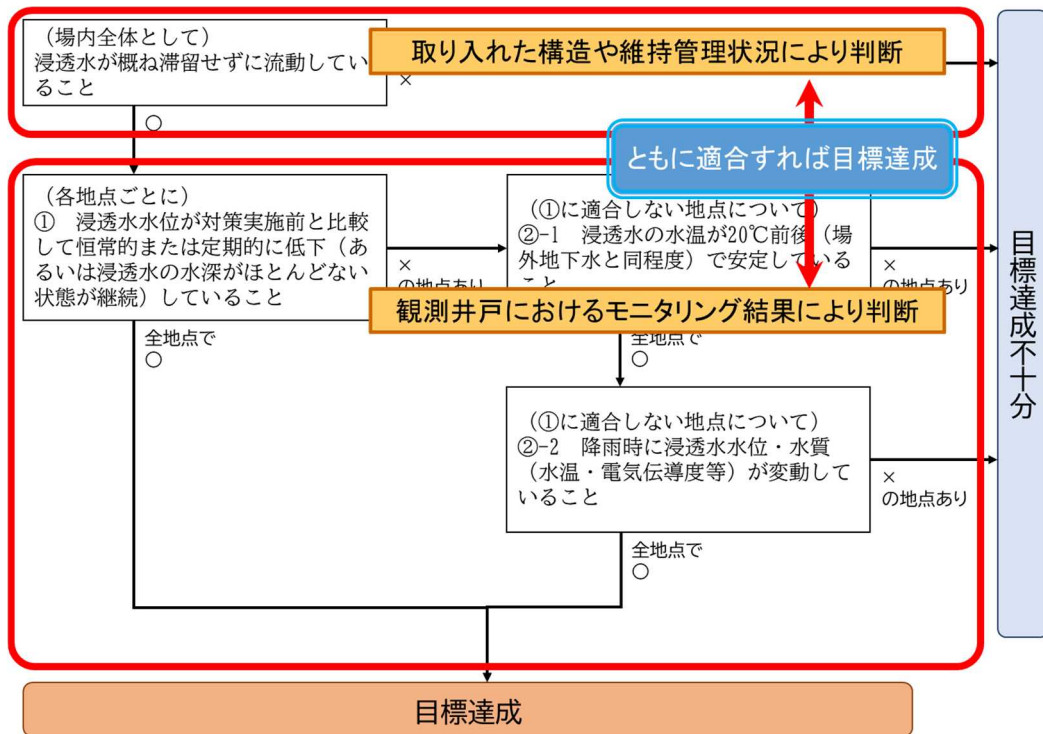 （場内全体として）
浸透水が概ね滞留せずに流動してい
ること
取り入れた構造や維持管理状況により判断
×
○
ともに適合すれば目標達成
（各地点ごとに）
①　浸透水水位が対策実施前と比較
して恒常的または定期的に低下（あ
るいは浸透水の水深がほとんどない
状態が継続）していること
×
の地点あり
（①に適合しない地点について）
②-1　浸透水の水温が20℃前後（場
外地下水と同程度）で安定している
こと
×
の地点あり
観測井戸におけるモニタリング結果により判断
全地点で
○
全地点で
○
（①に適合しない地点について）
②-2　降雨時に浸透水水位・水質
（水温・電気伝導度等）が変動して
いること
×
の地点あり
全地点で
○
目標達成不十分
目標達成